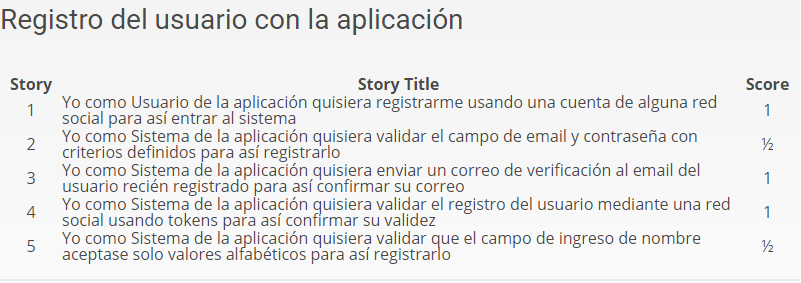 Registro del usuario con la aplicación
Story Story Title Score
1 Yo como Usuario de la aplicación quisiera registrarme usando una cuenta de alguna red 1
social para así entrar al sistema
2 Yo como Sistema de la aplicación quisiera validar el campo de email y contraseña con ½
criterios definidos para así registrarlo
3 Yo como Sistema de la aplicación quisiera enviar un correo de verificación al email del 1
usuario recién registrado para así confirmar su correo
4 Yo como Sistema de la aplicación quisiera validar el registro del usuario mediante una red 1
social usando tokens para así confirmar su validez
5 Yo como Sistema de la aplicación quisiera validar que el campo de ingreso de nombre ½
aceptase solo valores alfabéticos para así registrarlo